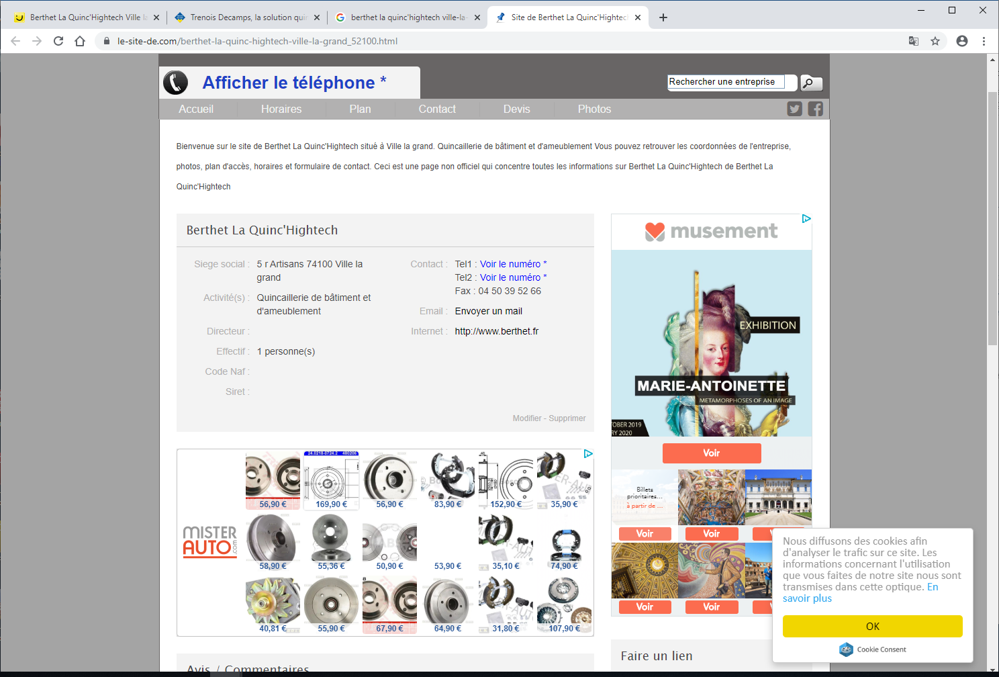 Berthet La Quinc'Hightech Ville la
Trenois Decamps, la solution quin
berthet la quinc'hightech ville-la-
Site de Berthet La Quinc'Hightech
le-site-de.com/berthet-la-quinc-hightech-ville-la-grand_52100.html
Afficher le téléphone *
Rechercher une entreprise
Accueil
Horaires
Plan
Contact
Devis
Photos
Bienvenue sur le site de Berthet La Quinc'Hightech situé à Ville la grand. Quincaillerie de bâtiment et d'ameublement Vous pouvez retrouver les coordonnées de l'entreprise,
photos, plan d'accès, horaires et formulaire de contact. Ceci est une page non officiel qui concentre toutes les informations sur Berthet La Quinc'Hightech de Berthet La
Quinc'Hightech
Berthet La Quinc'Hightech
Siege social : 5 r Artisans 74100 Ville la
grand
Activité(s) : Quincaillerie de bâtiment et
d'ameublement
Directeur :
Effectif : 1 personne(s)
Code Naf :
Siret :
Contact : Tel1 : Voir le numéro *
Tel2 : Voir le numéro *
Fax : 04 50 39 52 66
Email : Envoyer un mail
Internet : http://www.berthet.fr
Modifier - Supprimer
musement
EXHIBITION
MARIE-ANTOINETTE
METAMORPHOSES OF AN IMAGE
TOBER 2019
RY 2020
Voir
Billets
prioritaires...
à partir de ...
Voir
Voir
Voir
Voir
24.0218-0724.2 480206
56,90 € 169,90 € 56,90 € 83,90 € 152,90 € 35,90 €
MISTER
AUTO.com
58,90 € 55,36 € 50,90 € 53,90 € 35,10 € 74,90 €
40,81 € 55,90 € 67,90 € 64,90 € 31,80 € 107,90 €
Avis / Commentaires
Faire un lien
Nous diffusons des cookies afin
d'analyser le trafic sur ce site. Les
informations concernant l'utilisation
que vous faites de notre site nous sont
transmises dans cette optique. En
savoir plus
OK
Cookie Consent